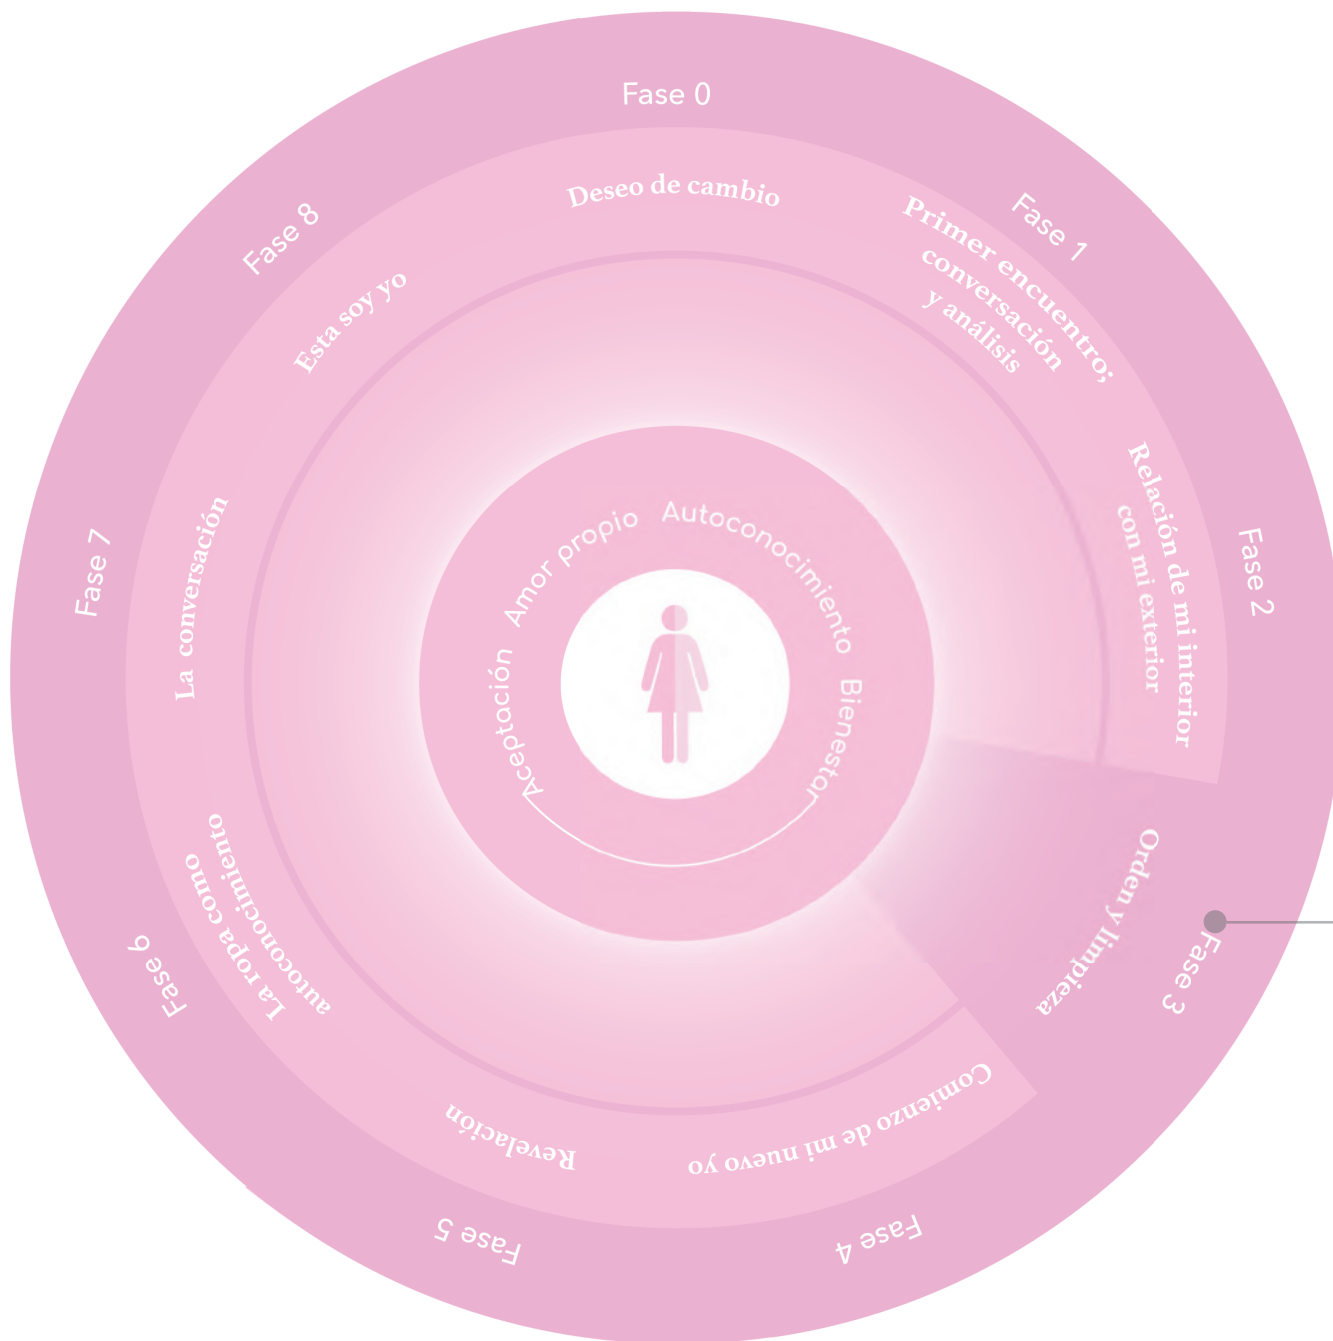 Fase 0
Deseo de cambio
Fase 1
Primer encuentro;
conversación
y análisis
Fase 2
Relación de mi interior
con mi exterior
Fase 3
Orden y limpieza
Fase 4
Comienzo de mi nuevo yo
Fase 5
Revelación
Fase 6
La ropa como
autoconocimiento
Fase 7
La conversación
Fase 8
Esta soy yo
Aceptación
Amor propio
Autoconocimiento
Bienestar